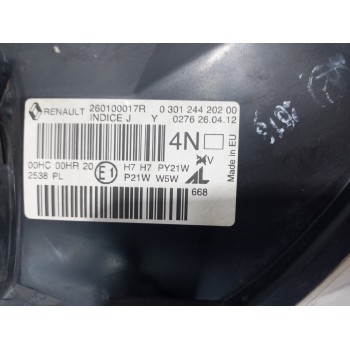 RENAULT 260100017R 0 301 244 202 00
INDICE J Y 0276 26.04.12
4N
Made in EU
00HC 00HR 20 E1 H7 H7 PY21W V
2538 PL P21W W5W AL
668